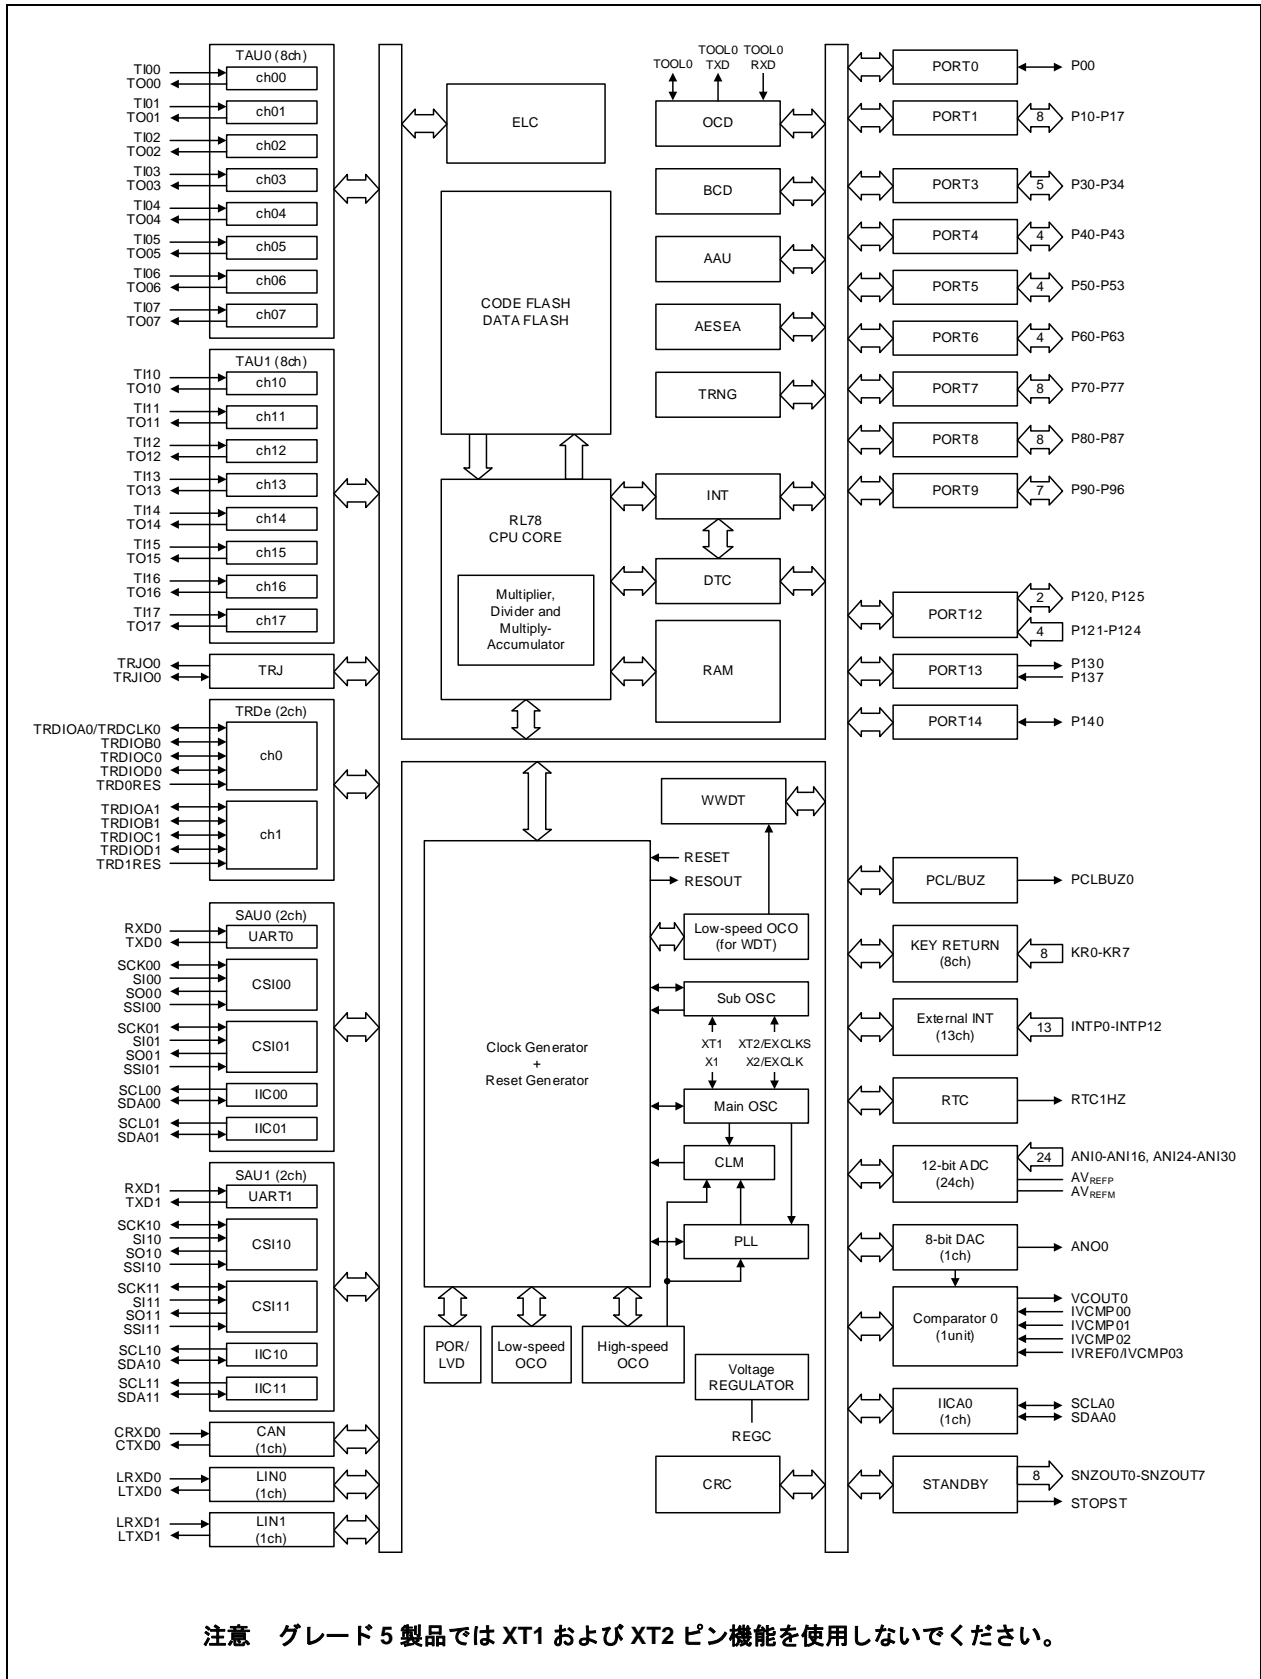 TAU0 (8ch)
TI00
TO00
ch00
TI01
TO01
ch01
TI02
TO02
ch02
TI03
TO03
ch03
TI04
TO04
ch04
TI05
TO05
ch05
TI06
TO06
ch06
TI07
TO07
ch07
TAU1 (8ch)
TI10
TO10
ch10
TI11
TO11
ch11
TI12
TO12
ch12
TI13
TO13
ch13
TI14
TO14
ch14
TI15
TO15
ch15
TI16
TO16
ch16
TI17
TO17
ch17
TRJO0
TRJIO0
TRJ
TRDe (2ch)
TRDIOA0/TRDCLK0
TRDIOB0
TRDIOC0
TRDIOD0
TRD0RES
ch0
TRDIOA1
TRDIOB1
TRDIOC1
TRDIOD1
TRD1RES
ch1
SAU0 (2ch)
RXD0
TXD0
UART0
SCK00
SI00
SO00
SSI00
CSI00
SCK01
SI01
SO01
SSI01
CSI01
SCL00
SDA00
IIC00
SCL01
SDA01
IIC01
SAU1 (2ch)
RXD1
TXD1
UART1
SCK10
SI10
SO10
SSI10
CSI10
SCK11
SI11
SO11
SSI11
CSI11
SCL10
SDA10
IIC10
SCL11
SDA11
IIC11
CRXD0
CTXD0
CAN
(1ch)
LRXD0
LTXD0
LIN0
(1ch)
LRXD1
LTXD1
LIN1
(1ch)
ELC
CODE FLASH
DATA FLASH
RL78
CPU CORE
Multiplier,
Divider and
Multiply-
Accumulator
TOOL0
TOOL0
TXD
TOOL0
RXD
OCD
BCD
AAU
AESEA
TRNG
INT
DTC
RAM
WWDT
Clock Generator
+
Reset Generator
RESET
RESOUT
Low-speed OCO
(for WDT)
Sub OSC
XT1
XT2/EXCLKS
X1
X2/EXCLK
Main OSC
CLM
PLL
POR/
LVD
Low-speed
OCO
High-speed
OCO
Voltage
REGULATOR
REGC
CRC
PORT0
P00
PORT1
8
P10-P17
PORT3
5
P30-P34
PORT4
4
P40-P43
PORT5
4
P50-P53
PORT6
4
P60-P63
PORT7
8
P70-P77
PORT8
8
P80-P87
PORT9
7
P90-P96
PORT12
2
P120, P125
4
P121-P124
PORT13
P130
P137
PORT14
P140
PCL/BUZ
PCLBUZ0
KEY RETURN
(8ch)
8
KR0-KR7
External INT
(13ch)
13
INTP0-INTP12
RTC
RTC1HZ
12-bit ADC
(24ch)
24
ANI0-ANI16, ANI24-ANI30
AVREFP
AVREFM
8-bit DAC
(1ch)
ANO0
Comparator 0
(1unit)
VCOUT0
IVCMP00
IVCMP01
IVCMP02
IVREF0/IVCMP03
IICA0
(1ch)
SCLA0
SDAA0
STANDBY
8
SNZOUT0-SNZOUT7
STOPST
注意 グレード 5 製品では XT1 および XT2 ピン機能を使用しないでください。